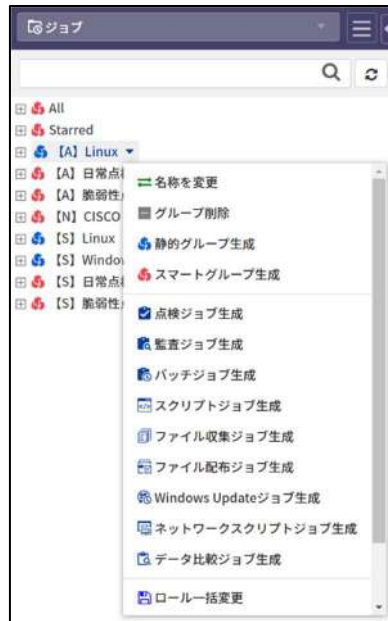 ジョブ
All
Starred
【A】Linux
【A】日常点
【A】脆弱性
【N】CISCO
【S】Linux
【S】Windo
【S】日常点
【S】脆弱性
名称を変更
グループ削除
静的グループ生成
スマートグループ生成
点検ジョブ生成
監査ジョブ生成
バッチジョブ生成
スクリプトジョブ生成
ファイル収集ジョブ生成
ファイル配布ジョブ生成
Windows Updateジョブ生成
ネットワークスクリプトジョブ生成
データ比較ジョブ生成
ロール一括変更